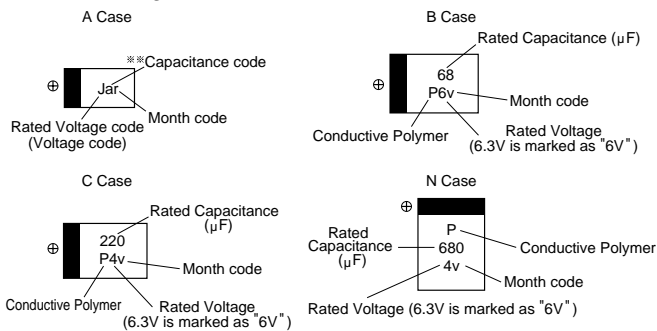 A Case
※※Capacitance code
⊕
Jar
Month code
Rated Voltage code
(Voltage code)
B Case
Rated Capacitance (μF)
⊕
68
P6v
Month code
Conductive Polymer
Rated Voltage
(6.3V is marked as "6V")
C Case
Rated Capacitance
(μF)
⊕
220
P4v
Month code
Conductive Polymer
Rated Voltage
(6.3V is marked as "6V")
N Case
⊕
P
Conductive Polymer
Rated
Capacitance
(μF)
680
4v
Month code
Rated Voltage (6.3V is marked as "6V")